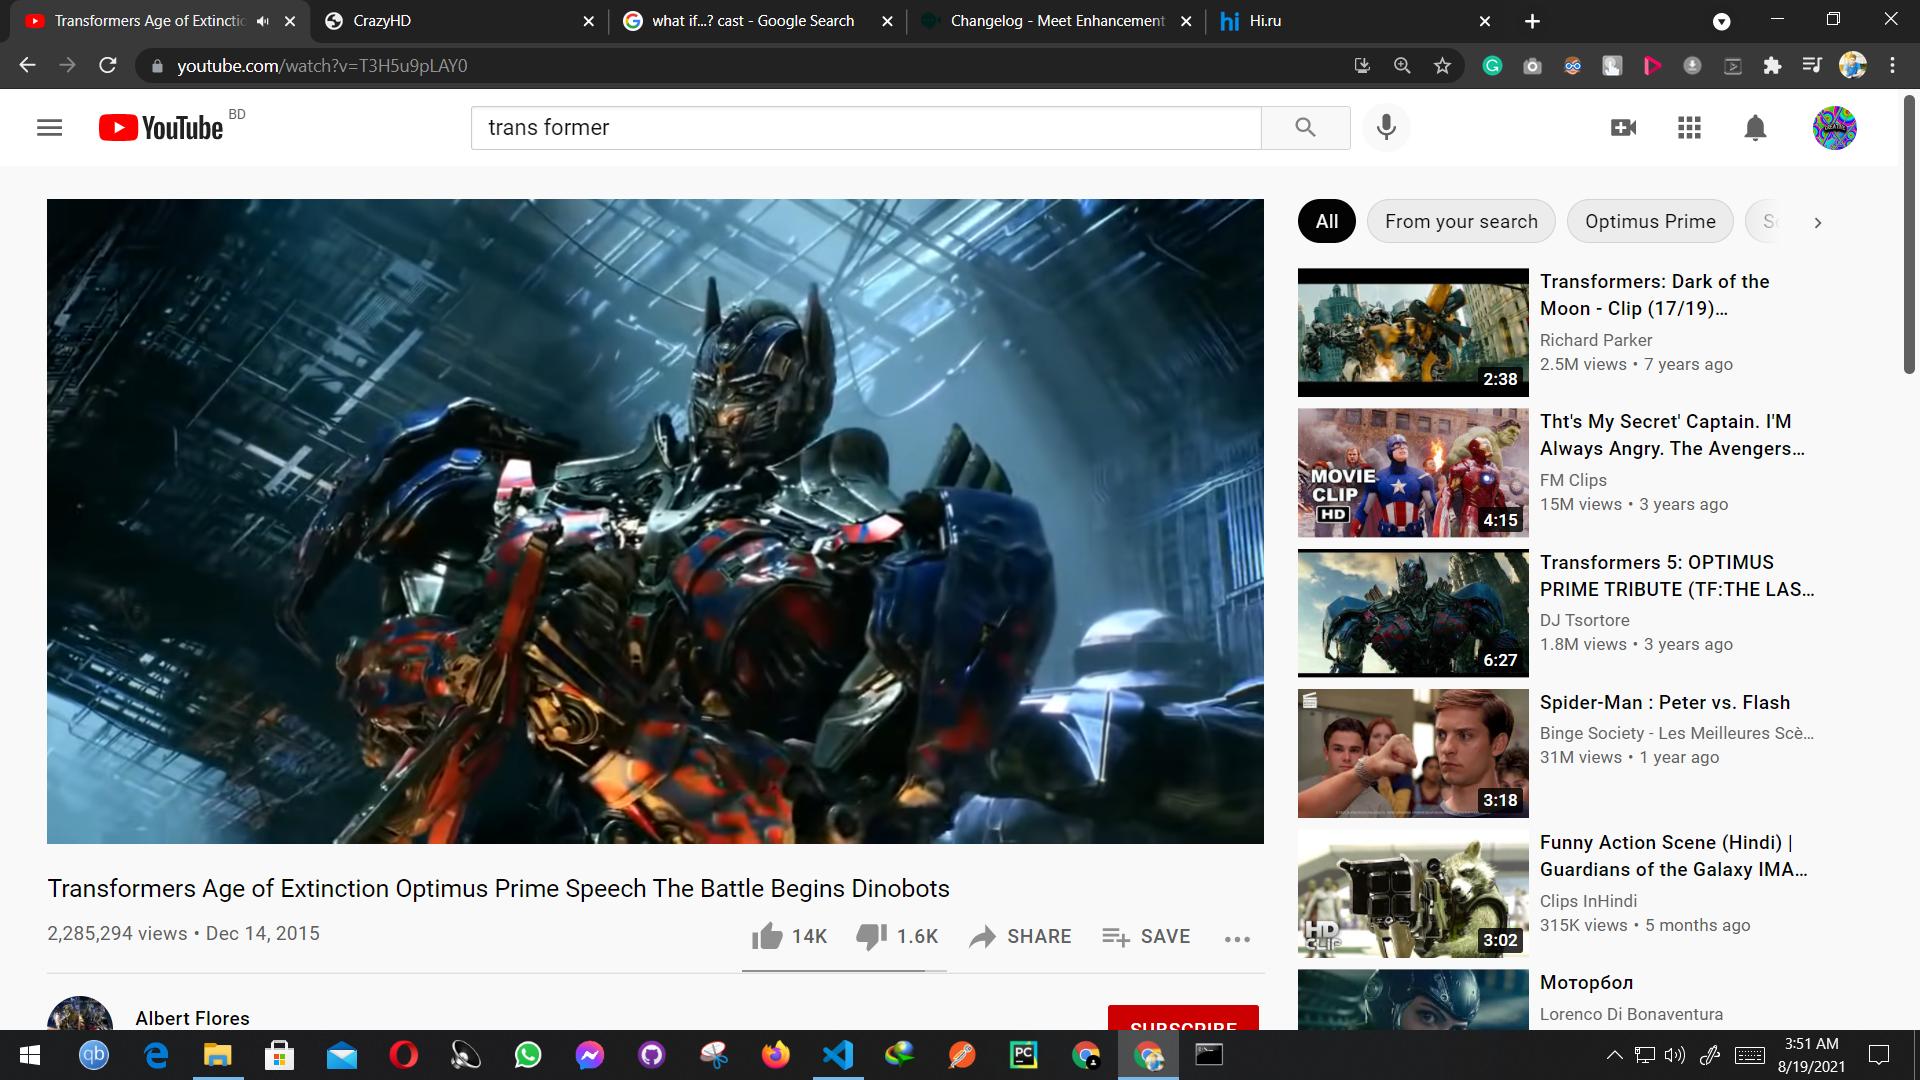 Transformers Age of Extinctio
CrazyHD
what if...? cast - Google Search
Changelog - Meet Enhancement
hi Hi.ru
youtube.com/watch?v=T3H5u9pLAY0
YouTube BD
trans former
All
From your search
Optimus Prime
Transformers: Dark of the
Moon - Clip (17/19)...
Richard Parker
2.5M views • 7 years ago
2:38
MOVIE
CLIP
HD
4:15
Tht's My Secret' Captain. I'M
Always Angry. The Avengers...
FM Clips
15M views • 3 years ago
Transformers 5: OPTIMUS
PRIME TRIBUTE (TF:THE LAS...
DJ Tsortore
1.8M views • 3 years ago
6:27
Spider-Man : Peter vs. Flash
Binge Society - Les Meilleures Scè...
31M views • 1 year ago
3:18
Funny Action Scene (Hindi) |
Guardians of the Galaxy IMA...
Clips InHindi
315K views • 5 months ago
HD
CLIP
3:02
Моторбол
Lorenco Di Bonaventura
Transformers Age of Extinction Optimus Prime Speech The Battle Begins Dinobots
2,285,294 views • Dec 14, 2015
14K
1.6K
SHARE
SAVE
Albert Flores
SUBSCRIBE
qb
PC
3:51 AM
8/19/2021